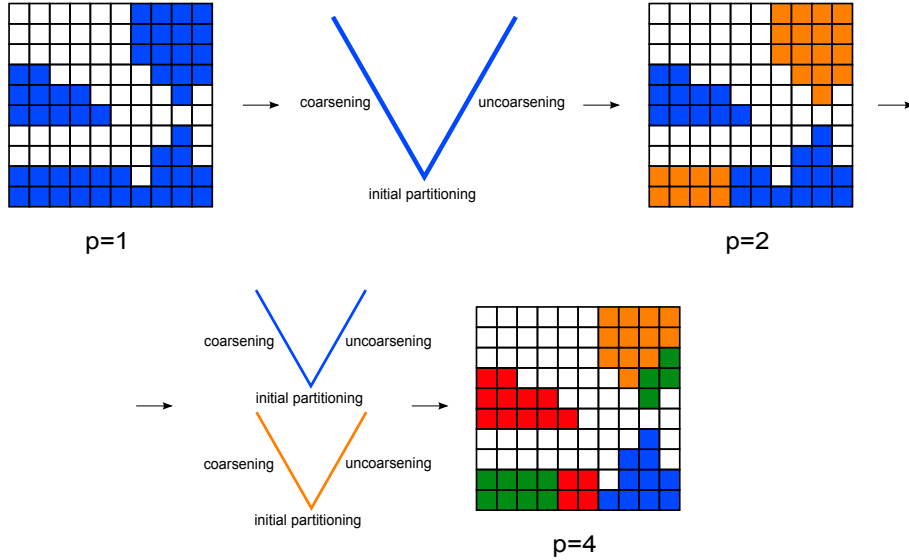 coarsening
uncoarsening
initial partitioning
p=1
p=2
coarsening
uncoarsening
initial partitioning
coarsening
uncoarsening
initial partitioning
p=4